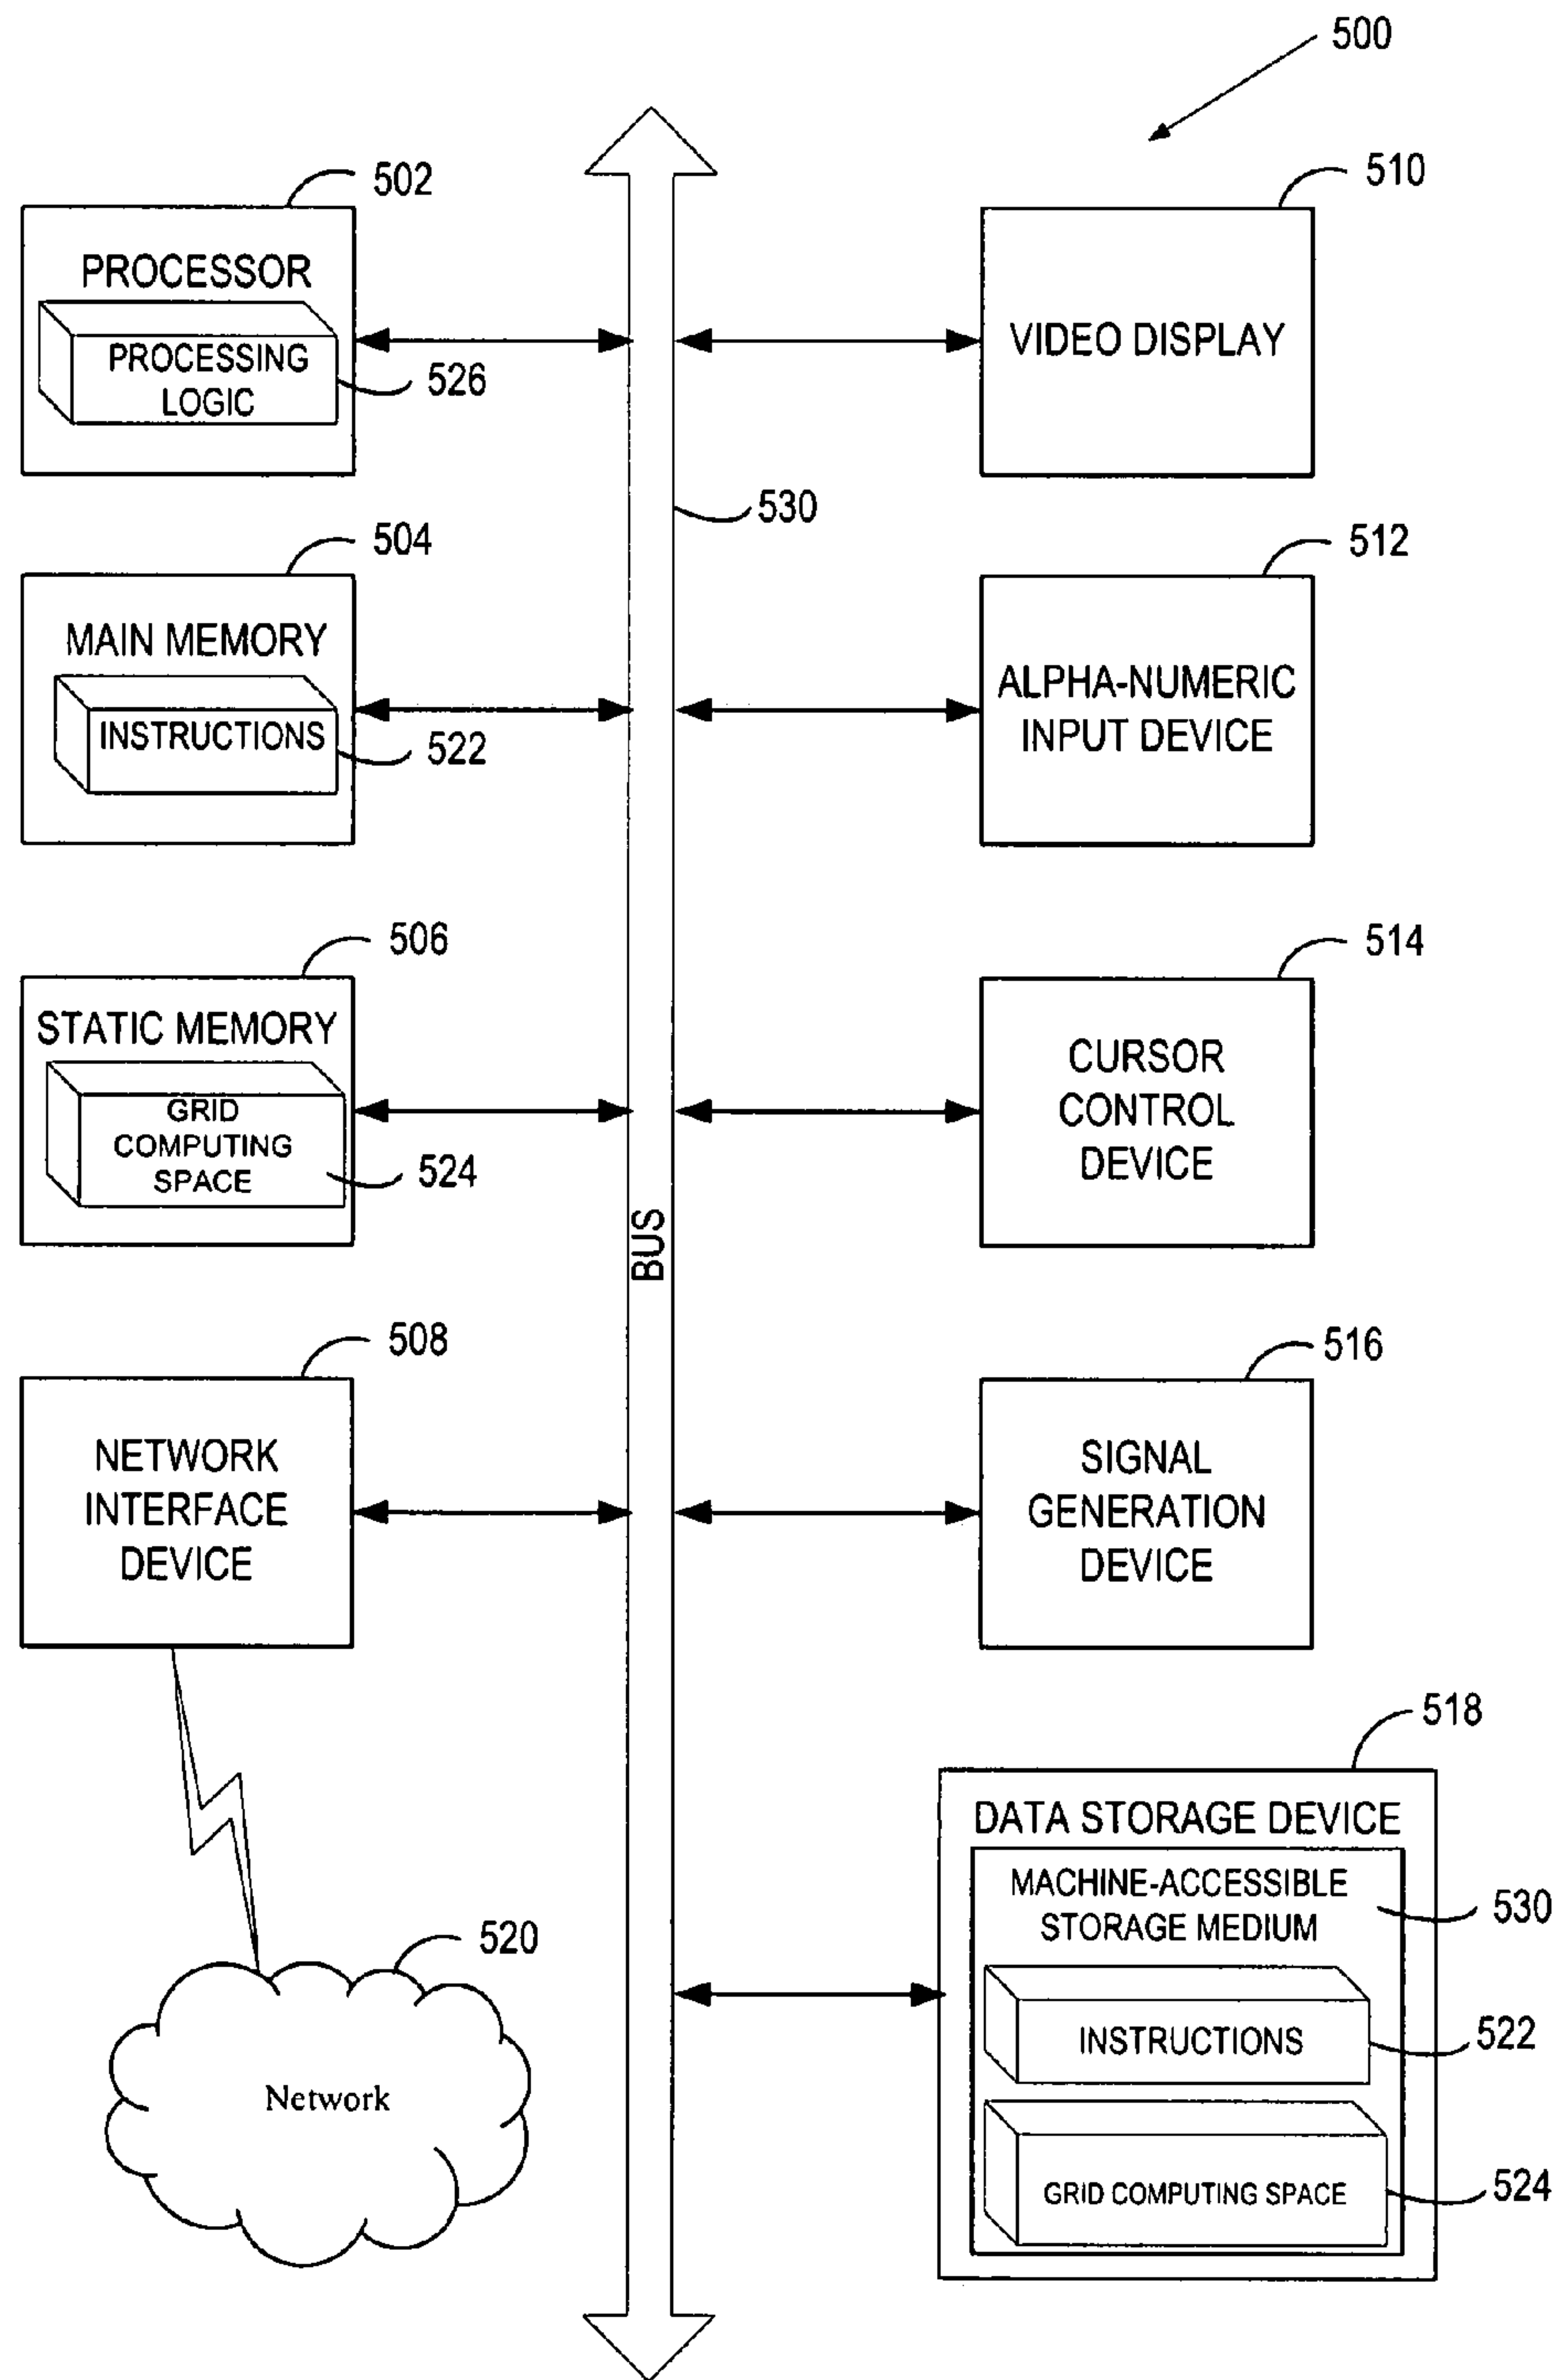 500
502
PROCESSOR
PROCESSING
LOGIC
526
510
VIDEO DISPLAY
530
504
MAIN MEMORY
INSTRUCTIONS
522
512
ALPHA-NUMERIC
INPUT DEVICE
506
STATIC MEMORY
GRID
COMPUTING
SPACE
524
514
CURSOR
CONTROL
DEVICE
BUS
508
NETWORK
INTERFACE
DEVICE
516
SIGNAL
GENERATION
DEVICE
520
Network
518
DATA STORAGE DEVICE
MACHINE-ACCESSIBLE
STORAGE MEDIUM
530
INSTRUCTIONS
522
GRID COMPUTING SPACE
524